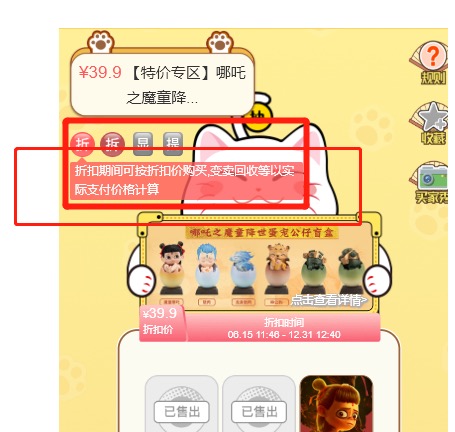 ¥39.9 【特价专区】哪吒
之魔童降...
规则
收藏
买家秀
折 折 显 提
折扣期间可按折扣价购买,变卖回收等以实
际支付价格计算
哪吒之魔童降世蛋宠公仔盲盒
点击查看详情>
¥39.9
折扣价
折扣时间
06.15 11:46 - 12.31 12:40
已售出
已售出